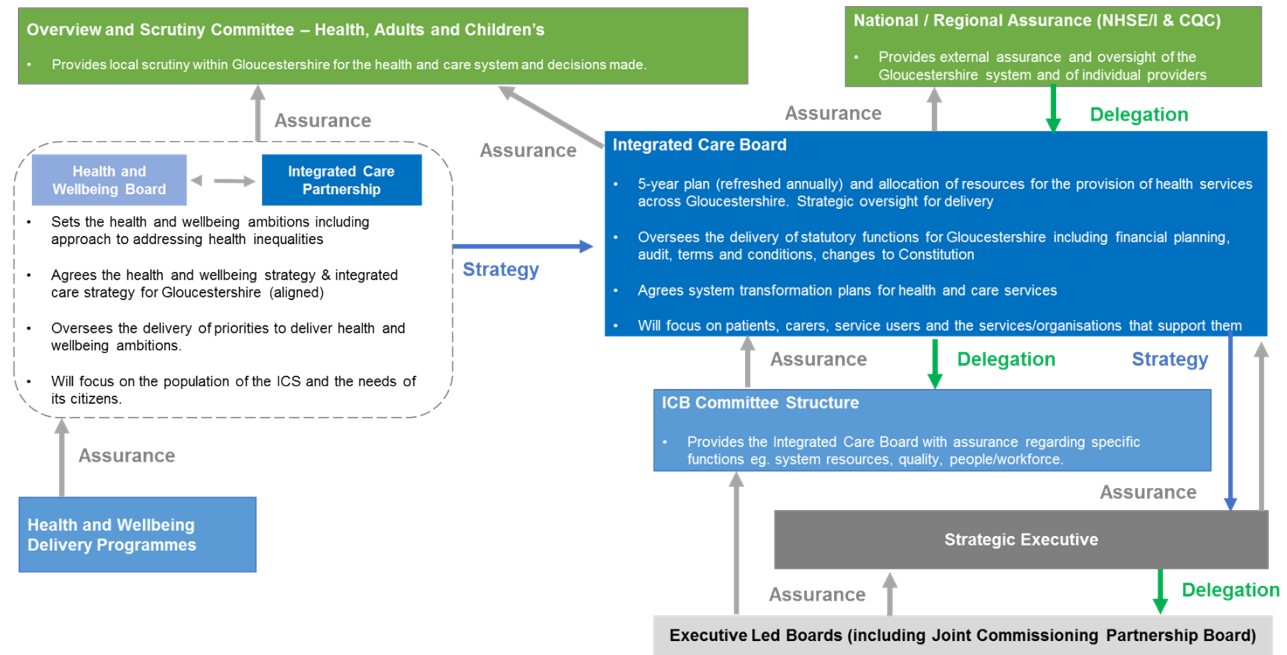 Overview and Scrutiny Committee – Health, Adults and Children's
• Provides local scrutiny within Gloucestershire for the health and care system and decisions made.
National / Regional Assurance (NHSE/I & CQC)
• Provides external assurance and oversight of the
Gloucestershire system and of individual providers
Assurance
Assurance
Assurance
Delegation
Health and
Wellbeing Board
Integrated Care
Partnership
• Sets the health and wellbeing ambitions including
approach to addressing health inequalities
• Agrees the health and wellbeing strategy & integrated
care strategy for Gloucestershire (aligned)
• Oversees the delivery of priorities to deliver health and
wellbeing ambitions.
• Will focus on the population of the ICS and the needs of
its citizens.
Strategy
Integrated Care Board
• 5-year plan (refreshed annually) and allocation of resources for the provision of health services
across Gloucestershire. Strategic oversight for delivery
• Oversees the delivery of statutory functions for Gloucestershire including financial planning,
audit, terms and conditions, changes to Constitution
• Agrees system transformation plans for health and care services
• Will focus on patients, carers, service users and the services/organisations that support them
Assurance
Delegation
Strategy
ICB Committee Structure
• Provides the Integrated Care Board with assurance regarding specific
functions eg. system resources, quality, people/workforce.
Assurance
Health and Wellbeing
Delivery Programmes
Assurance
Strategic Executive
Assurance
Delegation
Executive Led Boards (including Joint Commissioning Partnership Board)